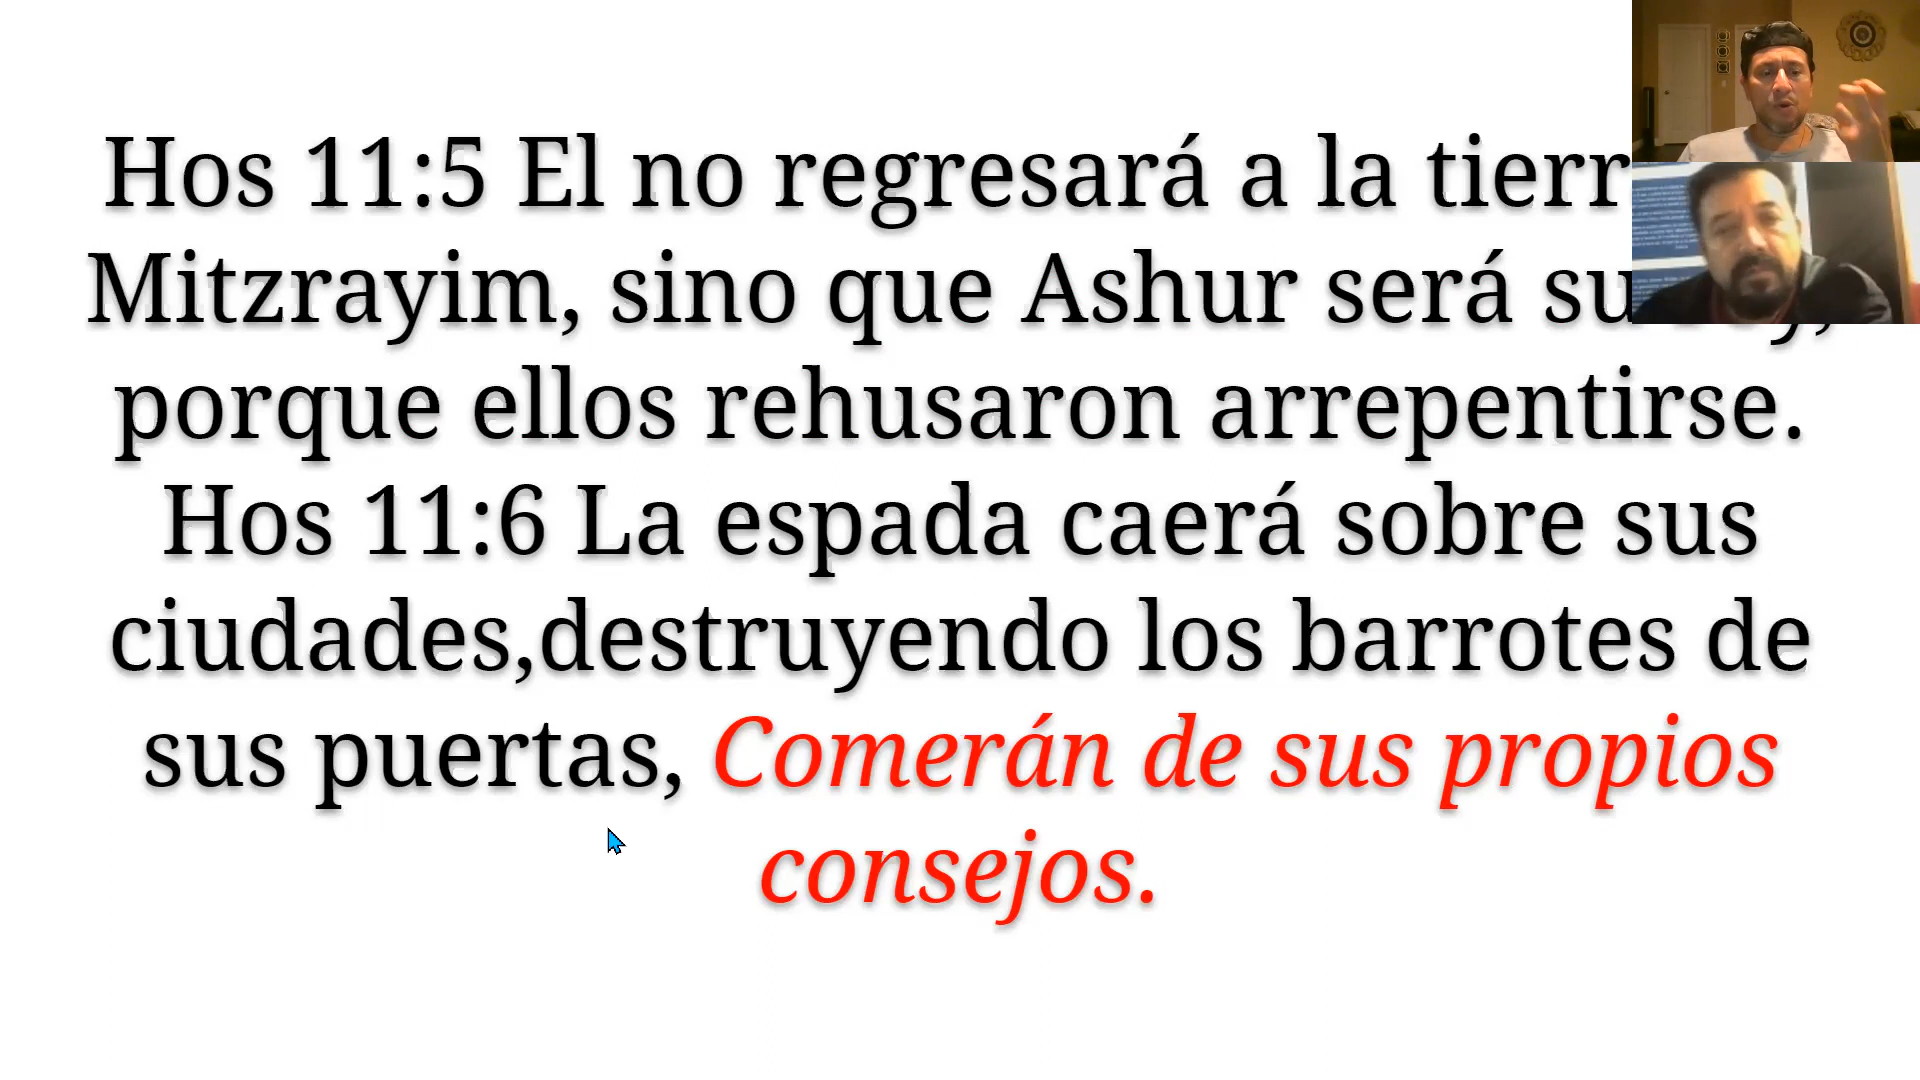 Hos 11:5 El no regresará a la
Mitzrayim, sino que Ashur será su
porque ellos rehusaron arrepentirse.
Hos 11:6 La espada caerá sobre sus
ciudades,destruyendo los barrotes de
sus puertas, Comerán de sus propios
consejos.